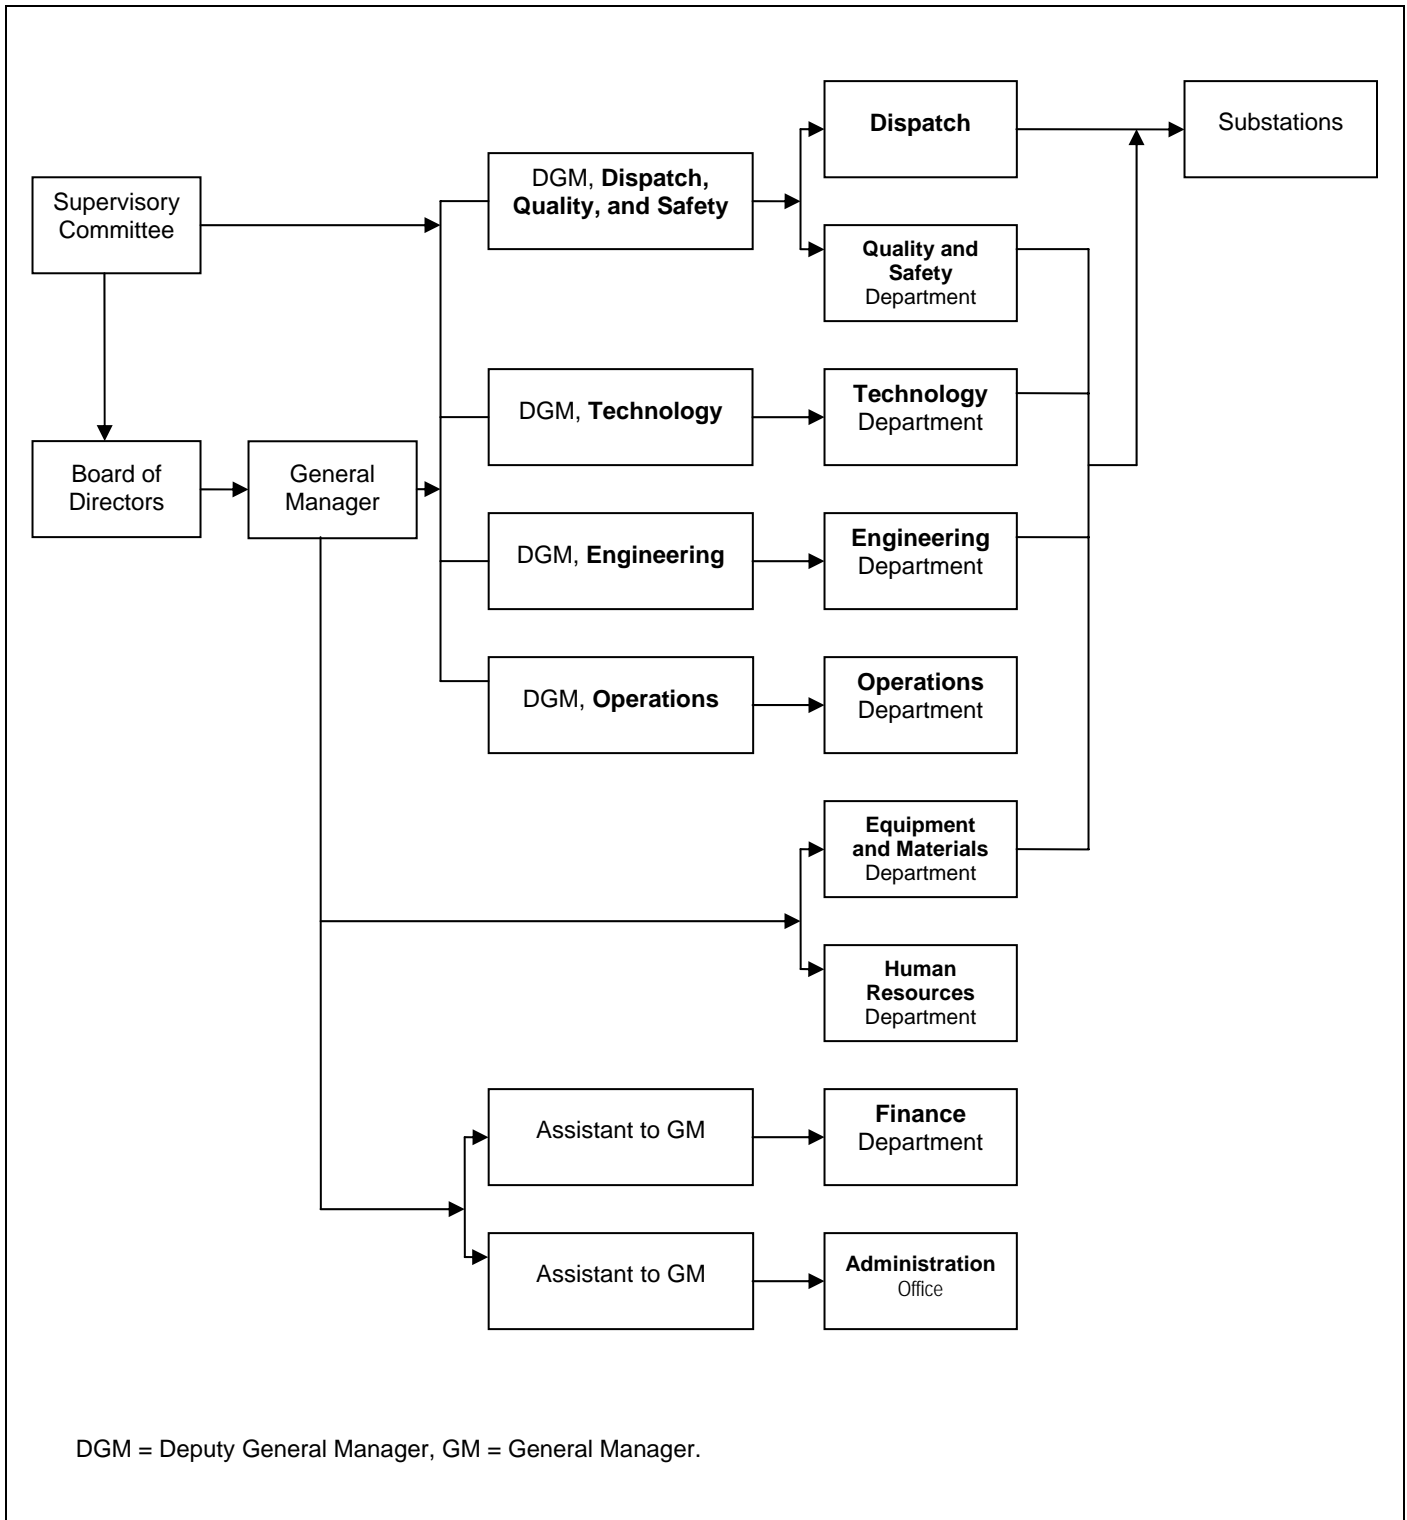 Dispatch
Substations
DGM, Dispatch,
Quality, and Safety
Supervisory
Committee
Quality and
Safety
Department
DGM, Technology
Technology
Department
Board of
Directors
General
Manager
DGM, Engineering
Engineering
Department
DGM, Operations
Operations
Department
Equipment
and Materials
Department
Human
Resources
Department
Assistant to GM
Finance
Department
Assistant to GM
Administration
Office
DGM = Deputy General Manager, GM = General Manager.